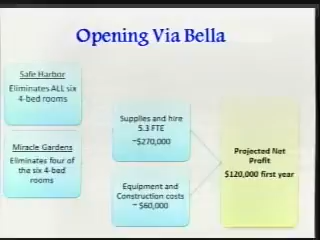 Opening Via Bella
Safe Harbor
Eliminates ALL six
4-bed rooms
Miracle Gardens
Eliminates four of
the six 4-bed
rooms
Supplies and hire
5.3 FTE
~$270,000
Equipment and
Construction costs
~ $60,000
Projected Net
Profit
$120,000 first year